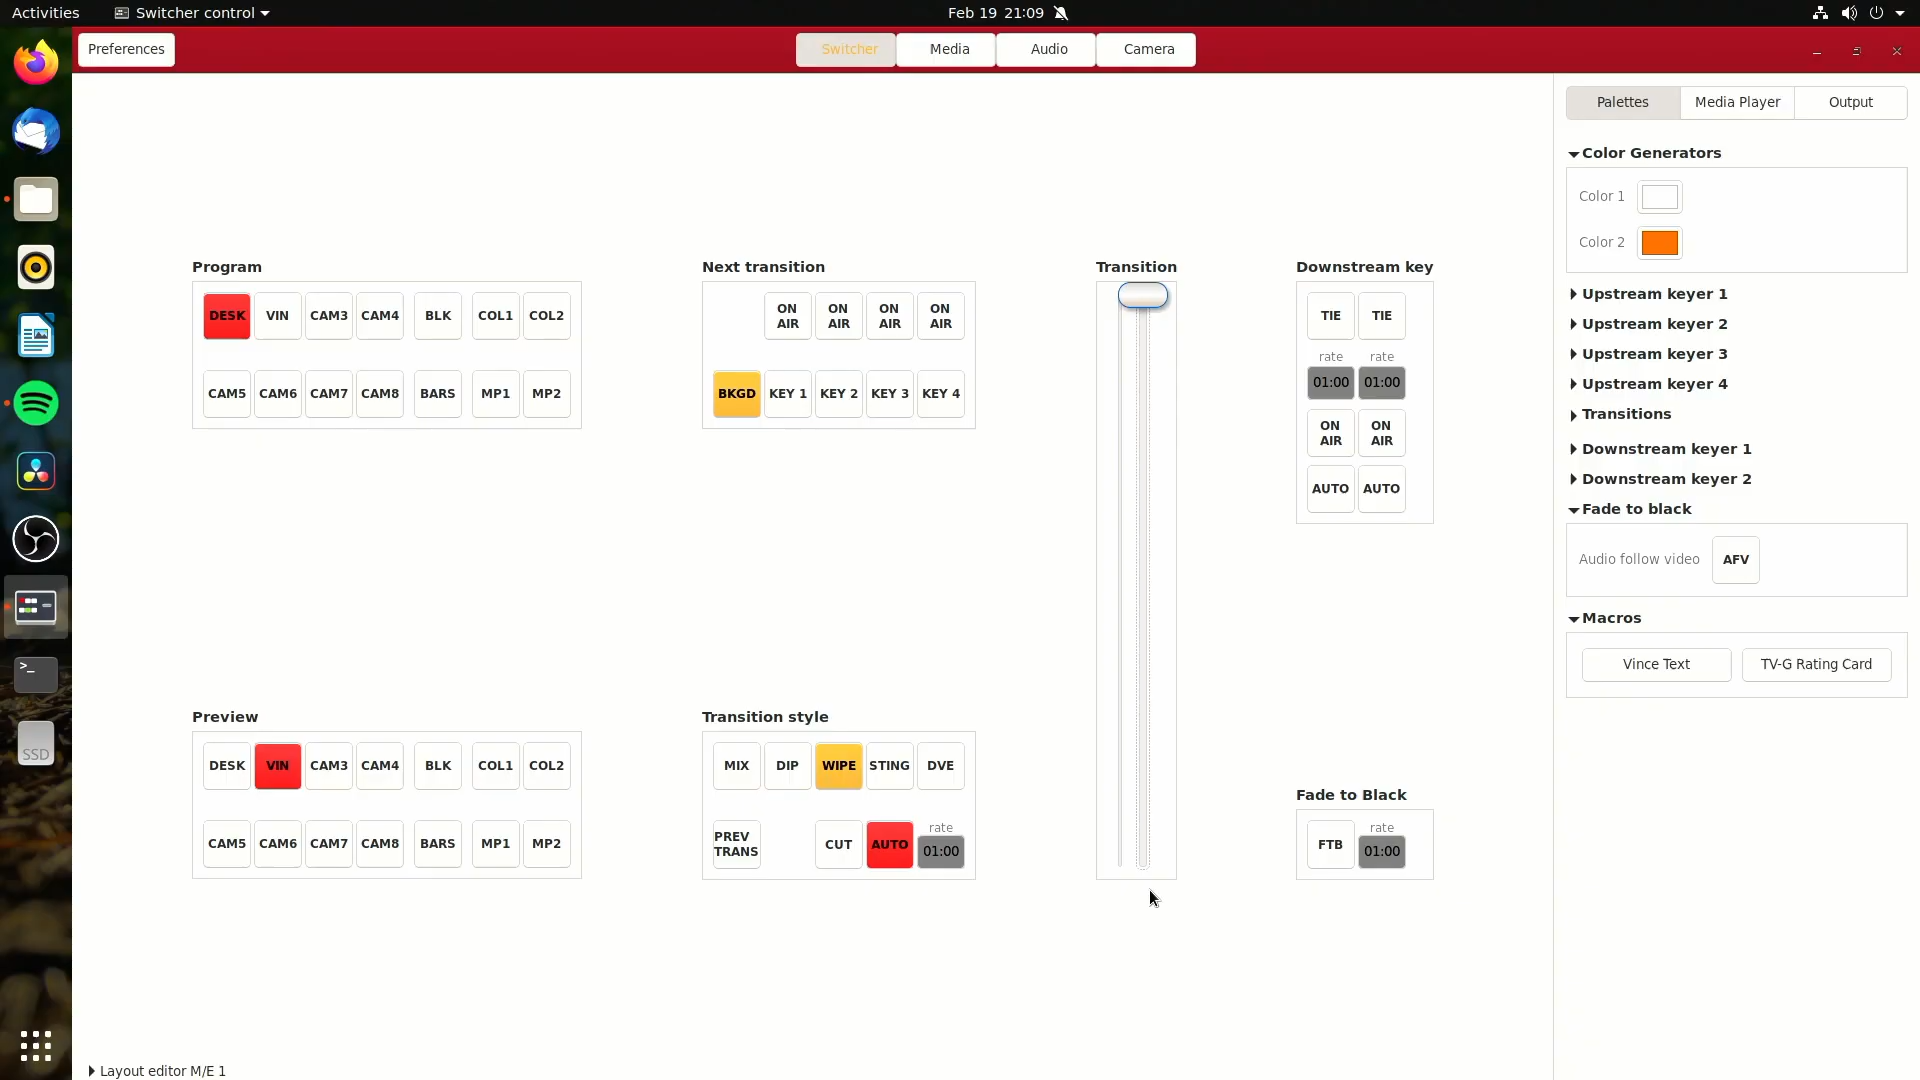 Activities
Switcher control
Feb 19 21:09
Preferences
Switcher
Media
Audio
Camera
Palettes
Media Player
Output
Color Generators
Color 1
Color 2
Upstream keyer 1
Upstream keyer 2
Upstream keyer 3
Upstream keyer 4
Transitions
Downstream keyer 1
Downstream keyer 2
Fade to black
Audio follow video
AFV
Macros
Vince Text
TV-G Rating Card
Program
DESK VIN CAM3 CAM4 BLK COL1 COL2
CAM5 CAM6 CAM7 CAM8 BARS MP1 MP2
Next transition
ON AIR
ON AIR
ON AIR
ON AIR
BKGD KEY 1 KEY 2 KEY 3 KEY 4
Transition
Downstream key
TIE TIE
rate rate
01:00 01:00
ON AIR
ON AIR
AUTO AUTO
Preview
DESK VIN CAM3 CAM4 BLK COL1 COL2
CAM5 CAM6 CAM7 CAM8 BARS MP1 MP2
Transition style
MIX DIP WIPE STING DVE
PREV TRANS
CUT AUTO
rate
01:00
Fade to Black
FTB
rate
01:00
SSD
Layout editor M/E 1